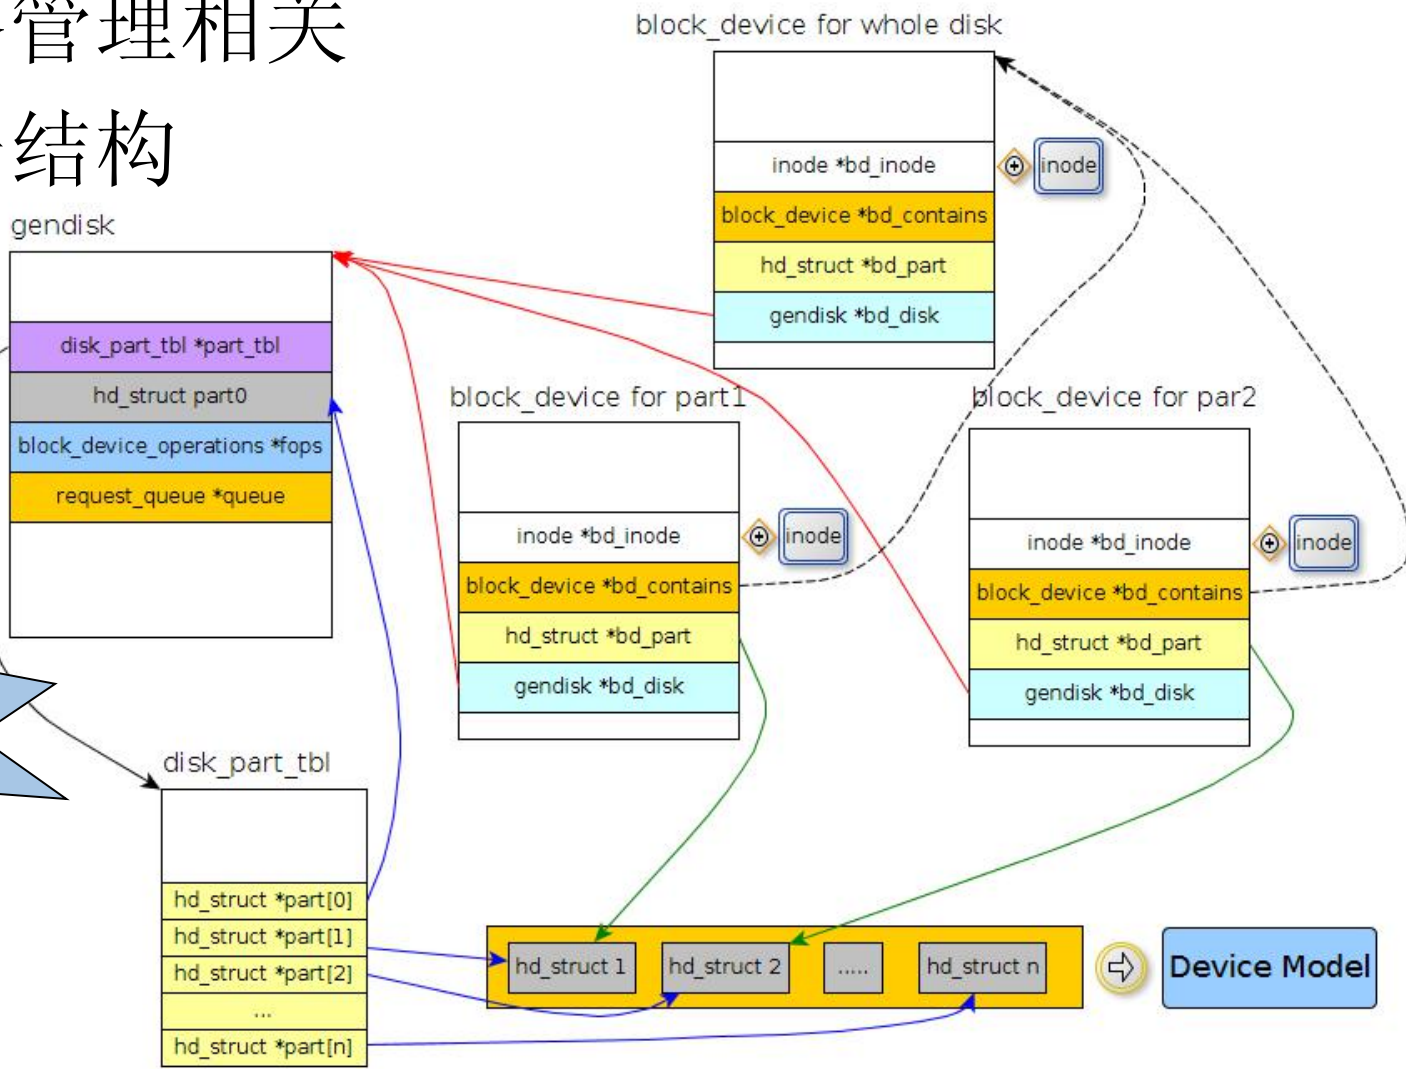 管理相关
结构
block_device for whole disk
inode *bd_inode
inode
block_device *bd_contains
hd_struct *bd_part
gendisk *bd_disk
gendisk
disk_part_tbl *part_tbl
hd_struct part0
block_device_operations *fops
request_queue *queue
block_device for part1
inode *bd_inode
inode
block_device *bd_contains
hd_struct *bd_part
gendisk *bd_disk
block_device for par2
inode *bd_inode
inode
block_device *bd_contains
hd_struct *bd_part
gendisk *bd_disk
disk_part_tbl
hd_struct *part[0]
hd_struct *part[1]
hd_struct *part[2]
...
hd_struct *part[n]
hd_struct 1
hd_struct 2
.....
hd_struct n
Device Model